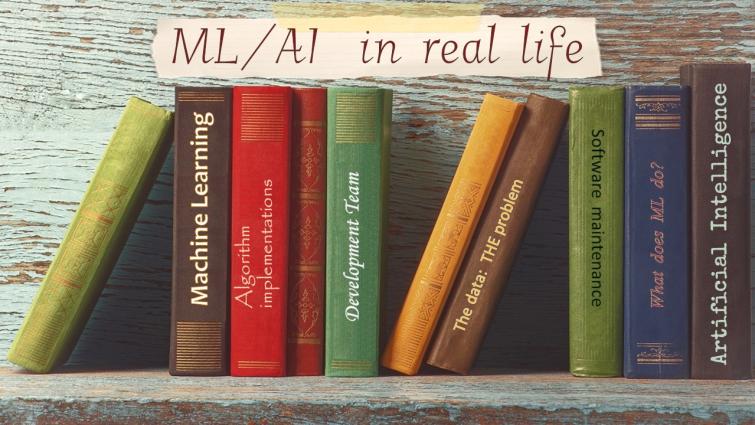 ML/AI in real life
Machine Learning
Algorithm
implementations
Development Team
The data: THE problem
Software maintenance
What does ML do?
Artificial Intelligence